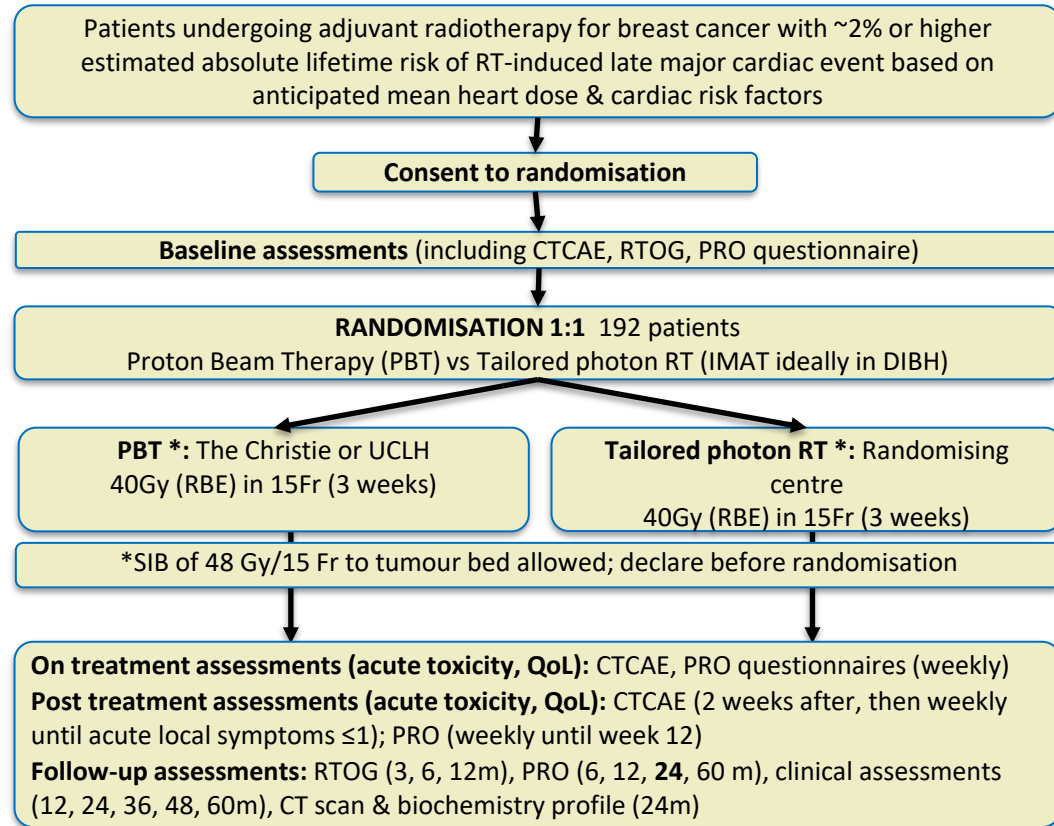 Patients undergoing adjuvant radiotherapy for breast cancer with ~2% or higher
estimated absolute lifetime risk of RT-induced late major cardiac event based on
anticipated mean heart dose & cardiac risk factors
Consent to randomisation
Baseline assessments (including CTCAE, RTOG, PRO questionnaire)
RANDOMISATION 1:1 192 patients
Proton Beam Therapy (PBT) vs Tailored photon RT (IMAT ideally in DIBH)
PBT *: The Christie or UCLH
40Gy (RBE) in 15Fr (3 weeks)
Tailored photon RT *: Randomising
centre
40Gy (RBE) in 15Fr (3 weeks)
*SIB of 48 Gy/15 Fr to tumour bed allowed; declare before randomisation
On treatment assessments (acute toxicity, QoL): CTCAE, PRO questionnaires (weekly)
Post treatment assessments (acute toxicity, QoL): CTCAE (2 weeks after, then weekly
until acute local symptoms ≤1); PRO (weekly until week 12)
Follow-up assessments: RTOG (3, 6, 12m), PRO (6, 12, 24, 60 m), clinical assessments
(12, 24, 36, 48, 60m), CT scan & biochemistry profile (24m)